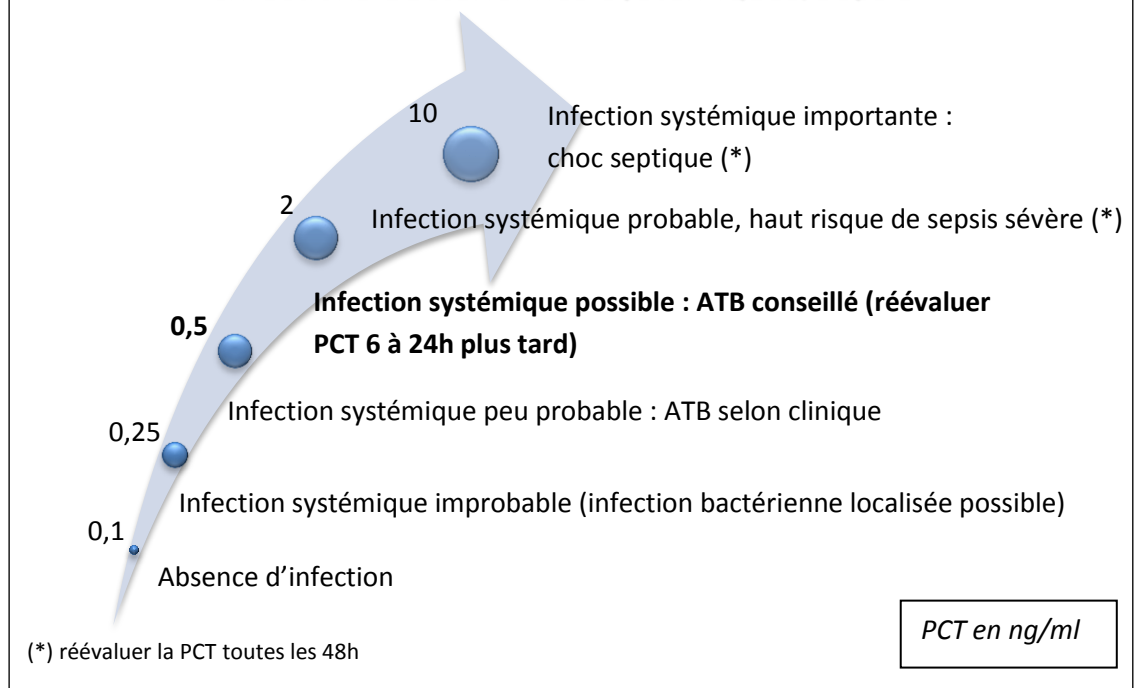 10
Infection systémique importante :
choc septique (*)
2
Infection systémique probable, haut risque de sepsis sévère (*)
Infection systémique possible : ATB conseillé (réévaluer
PCT 6 à 24h plus tard)
0,5
Infection systémique peu probable : ATB selon clinique
0,25
Infection systémique improbable (infection bactérienne localisée possible)
0,1
Absence d’infection
PCT en ng/ml
(*) réévaluer la PCT toutes les 48h